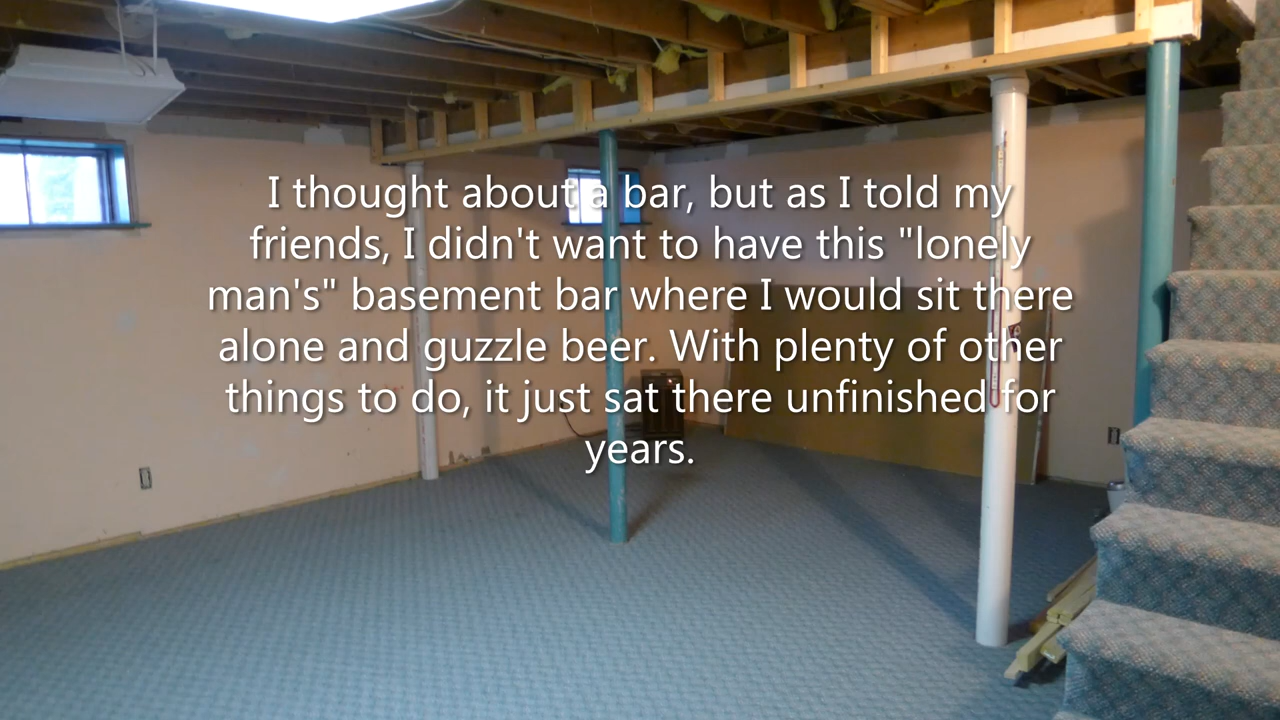 I thought about a bar, but as I told my
friends, I didn't want to have this "lonely
man's" basement bar where I would sit there
alone and guzzle beer. With plenty of other
things to do, it just sat there unfinished for
years.